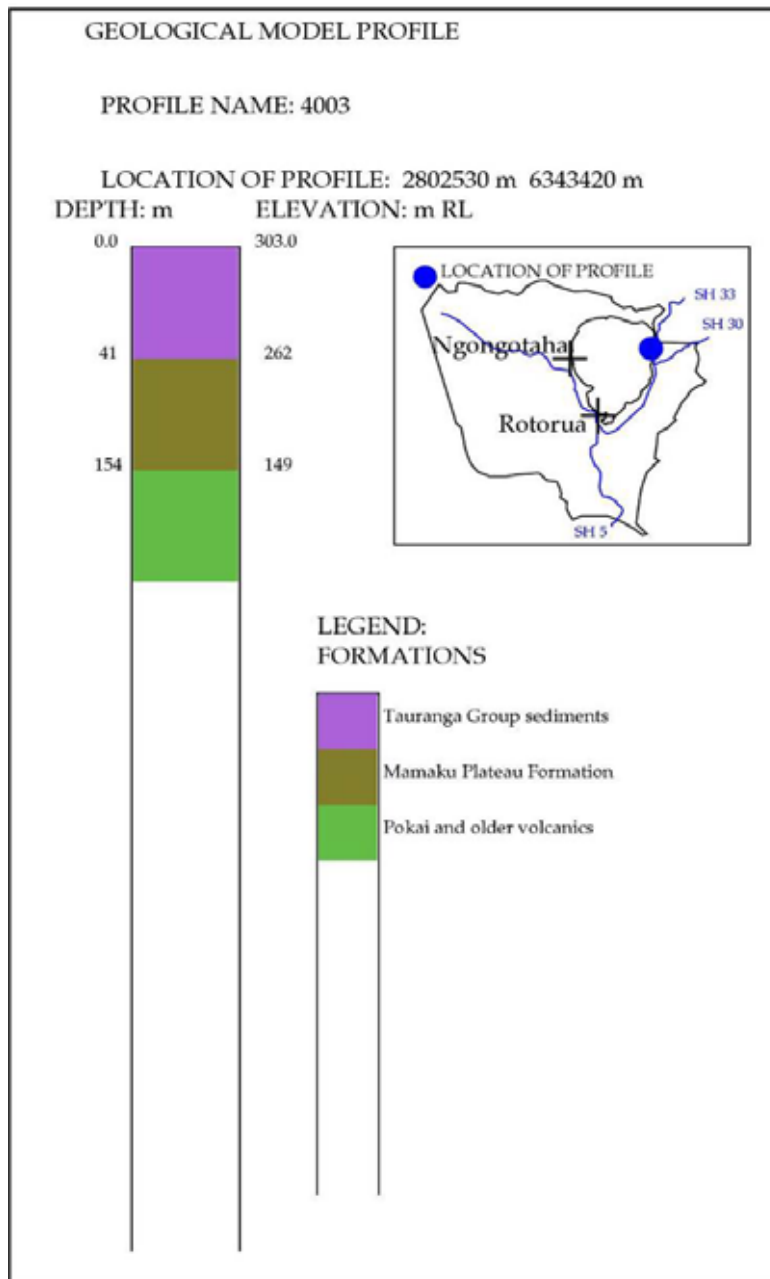 GEOLOGICAL MODEL PROFILE
PROFILE NAME: 4003
LOCATION OF PROFILE: 2802530 m 6343420 m
DEPTH: m ELEVATION: m RL
0.0 303.0
41 262
154 149
LOCATION OF PROFILE
SH 33
SH 30
Ngongotaha
Rotorua
SH 5
LEGEND:
FORMATIONS
Tauranga Group sediments
Mamaku Plateau Formation
Pokai and older volcanics